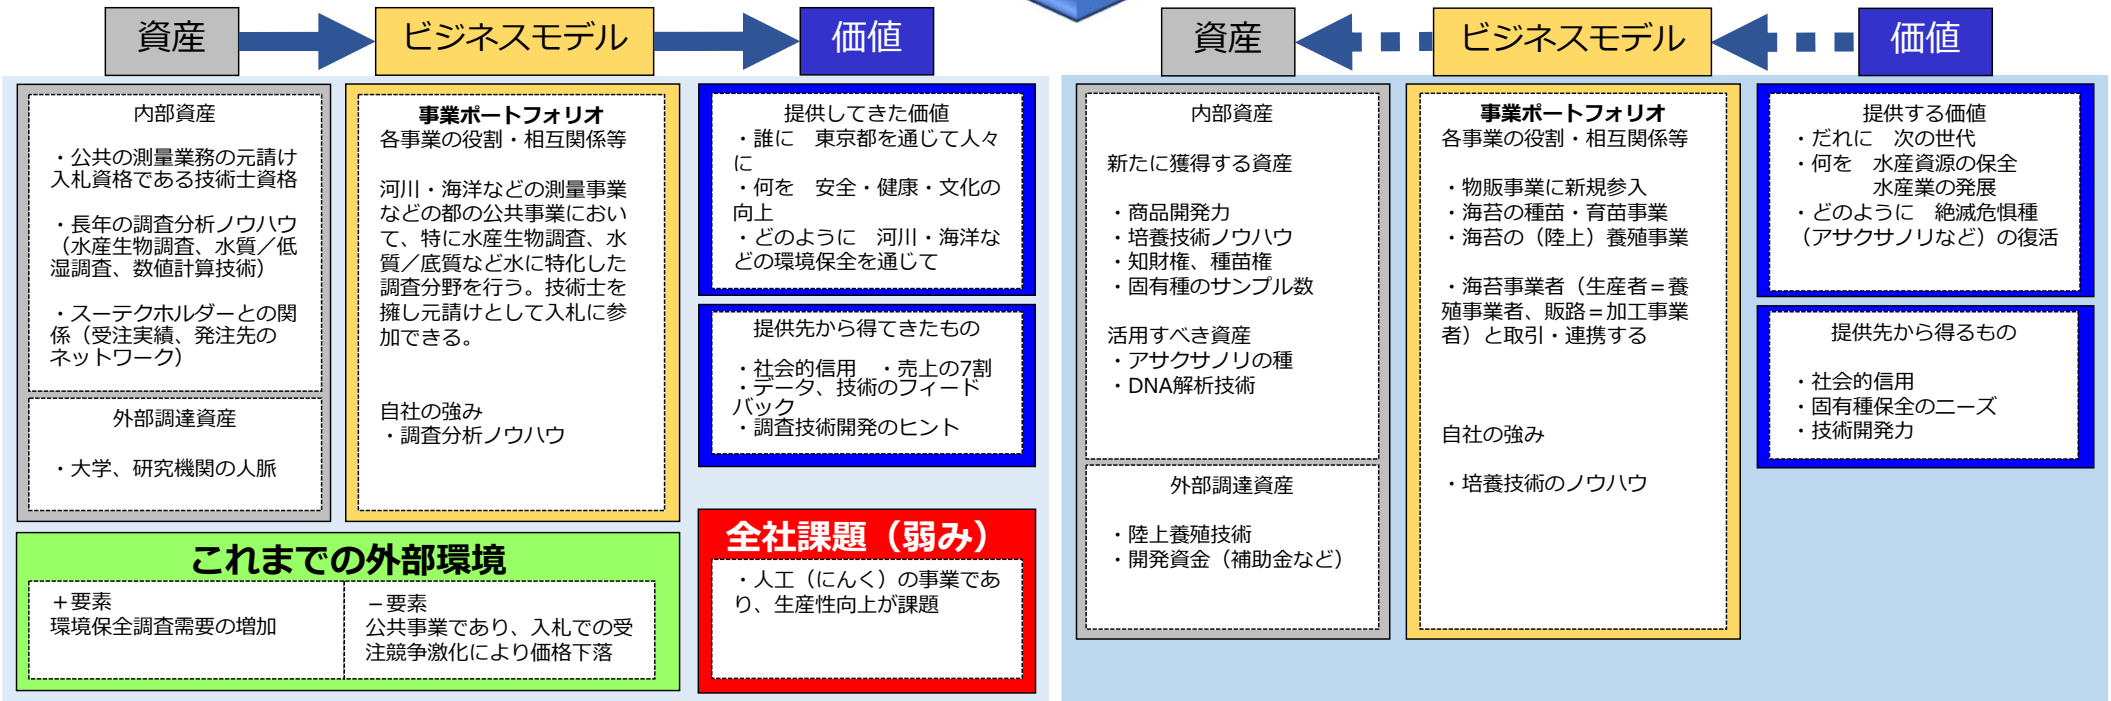 資産
ビジネスモデル
価値
内部資産
・公共の測量業務の元請け
入札資格である技術士資格
・長年の調査分析ノウハウ
（水産生物調査、水質／低
湿調査、数値計算技術）
・スーテクホルダーとの関
係（受注実績、発注先の
ネットワーク）
外部調達資産
・大学、研究機関の人脈
事業ポートフォリオ
各事業の役割・相互関係等
河川・海洋などの測量事業
などの都の公共事業におい
て、特に水産生物調査、水
質／底質など水に特化した
調査分野を行う。技術士を
擁し元請けとして入札に参
加できる。
自社の強み
・調査分析ノウハウ
提供してきた価値
・誰に　東京都を通じて人々
に
・何を　安全・健康・文化の
向上
・どのように　河川・海洋な
どの環境保全を通じて
提供先から得てきたもの
・社会的信用　・売上の7割
・データ、技術のフィード
バック
・調査技術開発のヒント
これまでの外部環境
＋要素
環境保全調査需要の増加
－要素
公共事業であり、入札での受
注競争激化により価格下落
全社課題（弱み）
・人工（にんく）の事業であ
り、生産性向上が課題
資産
ビジネスモデル
価値
内部資産
新たに獲得する資産
・商品開発力
・培養技術ノウハウ
・知財権、種苗権
・固有種のサンプル数
活用すべき資産
・アサクサノリの種
・DNA解析技術
外部調達資産
・陸上養殖技術
・開発資金（補助金など）
事業ポートフォリオ
各事業の役割・相互関係等
・物販事業に新規参入
・海苔の種苗・育苗事業
・海苔の（陸上）養殖事業
・海苔事業者（生産者＝養
殖事業者、販路＝加工事業
者）と取引・連携する
自社の強み
・培養技術のノウハウ
提供する価値
・だれに　次の世代
・何を　水産資源の保全
水産業の発展
・どのように　絶滅危惧種
（アサクサノリなど）の復活
提供先から得るもの
・社会的信用
・固有種保全のニーズ
・技術開発力